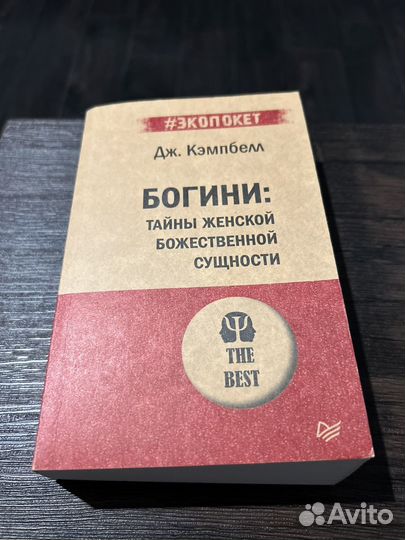 #ЭКОПОКЕТ
Дж. Кэмпбелл
БОГИНИ:
ТАЙНЫ ЖЕНСКОЙ
БОЖЕСТВЕННОЙ
СУЩНОСТИ
THE
BEST
Avito